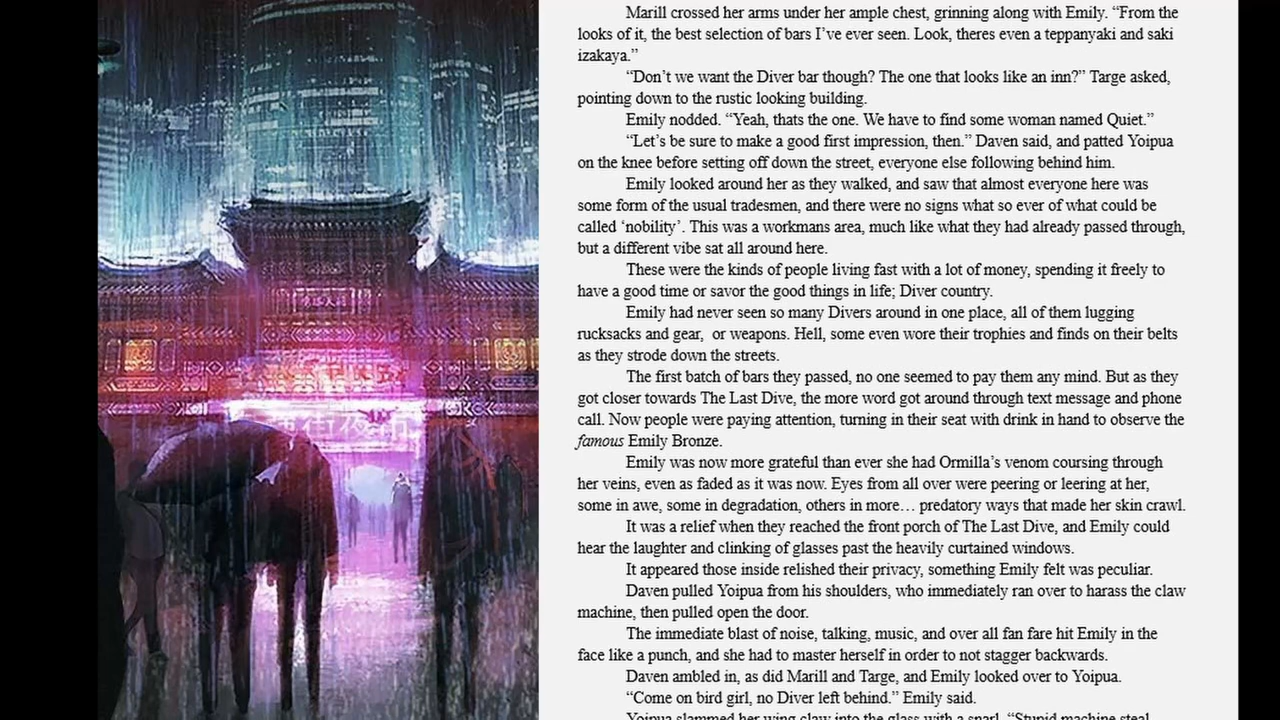 Marill crossed her arms under her ample chest, grinning along with Emily. “From the
looks of it, the best selection of bars I’ve ever seen. Look, theres even a teppanyaki and saki
izakaya.”
“Don’t we want the Diver bar though? The one that looks like an inn?” Targe asked,
pointing down to the rustic looking building.
Emily nodded. “Yeah, thats the one. We have to find some woman named Quiet.”
“Let’s be sure to make a good first impression, then.” Daven said, and patted Yoipua
on the knee before setting off down the street, everyone else following behind him.
Emily looked around her as they walked, and saw that almost everyone here was
some form of the usual tradesmen, and there were no signs what so ever of what could be
called ‘nobility’. This was a workmans area, much like what they had already passed through,
but a different vibe sat all around here.
These were the kinds of people living fast with a lot of money, spending it freely to
have a good time or savor the good things in life; Diver country.
Emily had never seen so many Divers around in one place, all of them lugging
rucksacks and gear,  or weapons. Hell, some even wore their trophies and finds on their belts
as they strode down the streets.
The first batch of bars they passed, no one seemed to pay them any mind. But as they
got closer towards The Last Dive, the more word got around through text message and phone
call. Now people were paying attention, turning in their seat with drink in hand to observe the
famous Emily Bronze.
Emily was now more grateful than ever she had Ormilla’s venom coursing through
her veins, even as faded as it was now. Eyes from all over were peering or leering at her,
some in awe, some in degradation, others in more… predatory ways that made her skin crawl.
It was a relief when they reached the front porch of The Last Dive, and Emily could
hear the laughter and clinking of glasses past the heavily curtained windows.
It appeared those inside relished their privacy, something Emily felt was peculiar.
Daven pulled Yoipua from his shoulders, who immediately ran over to harass the claw
machine, then pulled open the door.
The immediate blast of noise, talking, music, and over all fan fare hit Emily in the
face like a punch, and she had to master herself in order to not stagger backwards.
Daven ambled in, as did Marill and Targe, and Emily looked over to Yoipua.
“Come on bird girl, no Diver left behind.” Emily said.
Yoipua slammed her wing claw into the glass with a snarl. “Stupid machine steal